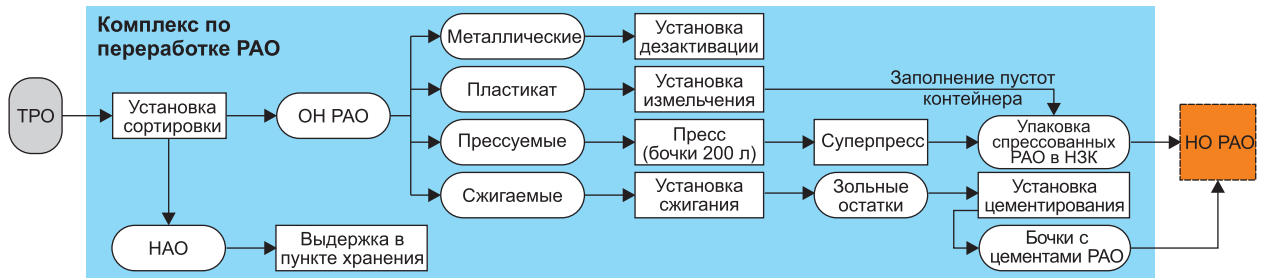 Комплекс по
переработке РАО
ТРО
Установка
сортировки
ОН РАО
Металлические
Установка
дезактивации
Пластикат
Установка
измельчения
Заполнение пустот
контейнера
Прессуемые
Пресс
(бочки 200 л)
Суперпресс
Упаковка
спрессованных
РАО в НЗК
НО РАО
Сжигаемые
Установка
сжигания
Зольные
остатки
Установка
цементирования
Бочки с
цементами РАО
НАО
Выдержка в
пункте хранения